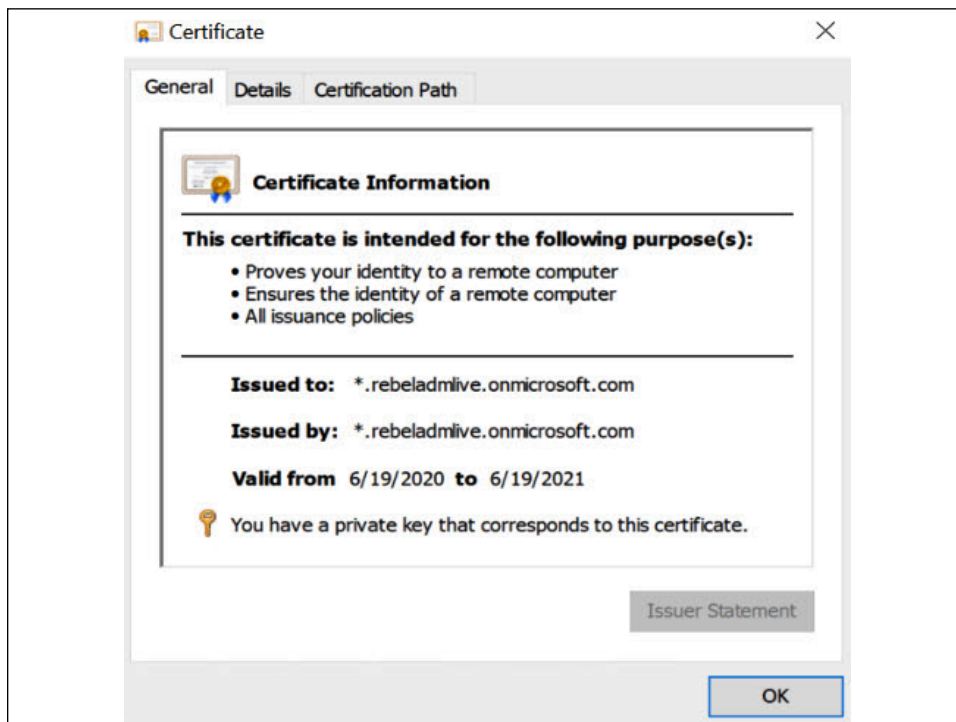 Certificate
General Details Certification Path
Certificate Information
This certificate is intended for the following purpose(s):
• Proves your identity to a remote computer
• Ensures the identity of a remote computer
• All issuance policies
Issued to: *.rebeladmlive.onmicrosoft.com
Issued by: *.rebeladmlive.onmicrosoft.com
Valid from 6/19/2020 to 6/19/2021
You have a private key that corresponds to this certificate.
Issuer Statement
OK